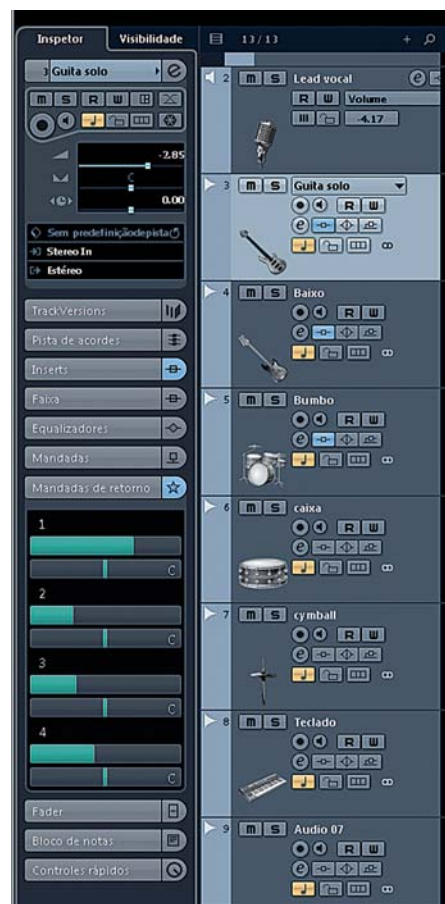 Inspetor
Visibilidade
3 Guita solo
m S R W
-2.85
C
0.00
Sem predefiniçãodepista
Stereo In
Estéreo
TrackVersions
Pista de acordes
Inserts
Faixa
Equalizadores
Mandadas
Mandadas de retorno
1
C
2
C
3
C
4
C
Fader
Bloco de notas
Controles rápidos
13/13
2 m S Lead vocal e
R W Volume
-4.17
3 m S Guita solo
R W
e
4 m S Baixo
R W
e
5 m S Bumbo
R W
e
6 m S caixa
R W
e
7 m S cymball
R W
e
8 m S Teclado
R W
e
9 m S Audio 07
R W
e